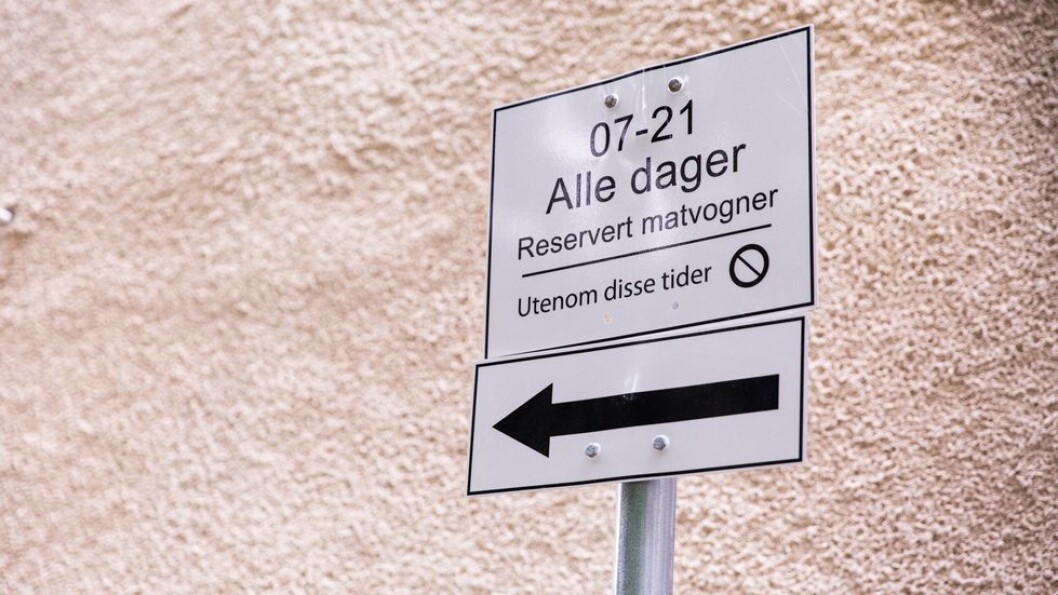 07-21
Alle dager
Reservert matvogner
Utenom disse tider